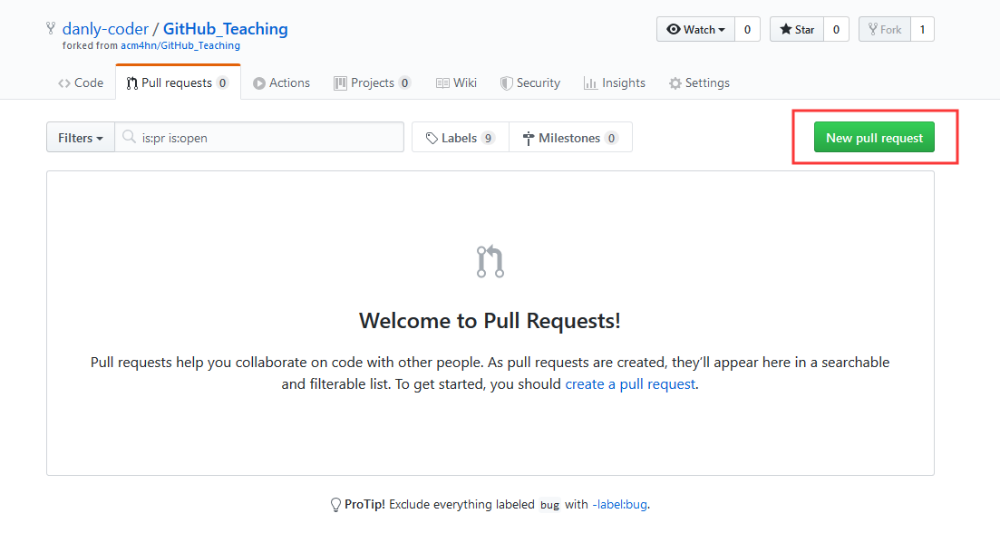 danly-coder / GitHub_Teaching
forked from acm4hn/GitHub_Teaching
Watch 0 Star 0 Fork 1
Code Pull requests 0 Actions Projects 0 Wiki Security Insights Settings
Filters is:pr is:open Labels 9 Milestones 0 New pull request
Welcome to Pull Requests!
Pull requests help you collaborate on code with other people. As pull requests are created, they’ll appear here in a searchable
and filterable list. To get started, you should create a pull request.
ProTip! Exclude everything labeled bug with -label:bug.